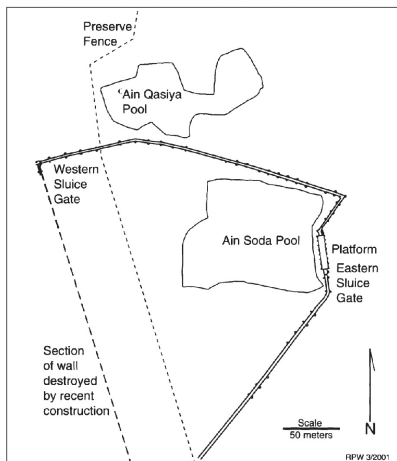 Preserve
Fence
Ain Qasiya
Pool
Western
Sluice
Gate
Ain Soda Pool
Platform
Eastern
Sluice
Gate
Section
of wall
destroyed
by recent
construction
Scale
50 meters
N
RPW 3/2001